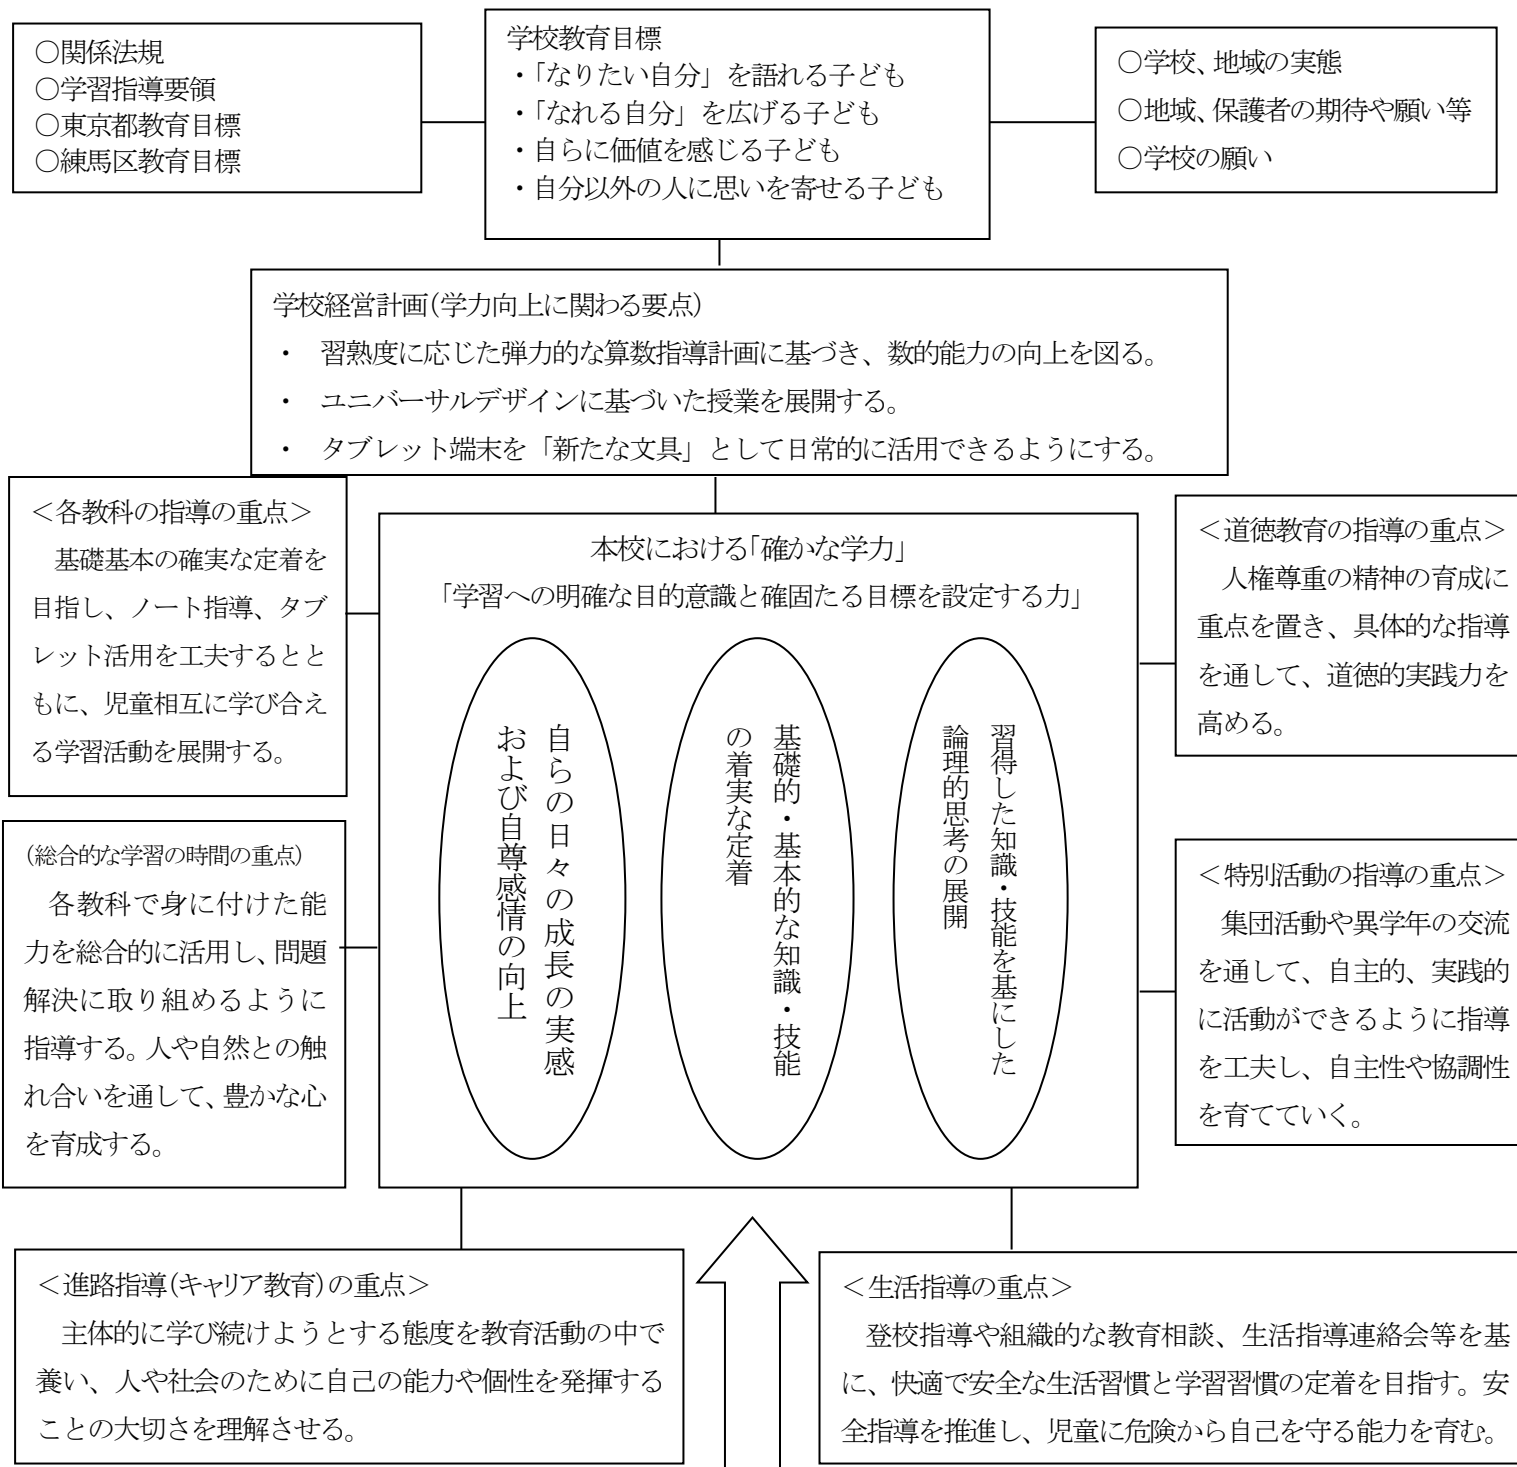 ○関係法規
○学習指導要領
○東京都教育目標
○練馬区教育目標
学校教育目標
・「なりたい自分」を語れる子ども
・「なれる自分」を広げる子ども
・自らに価値を感じる子ども
・自分以外の人に思いを寄せる子ども
○学校、地域の実態
○地域、保護者の期待や願い等
○学校の願い
学校経営計画(学力向上に関わる要点)
・　習熟度に応じた弾力的な算数指導計画に基づき、数的能力の向上を図る。
・　ユニバーサルデザインに基づいた授業を展開する。
・　タブレット端末を「新たな文具」として日常的に活用できるようにする。
＜各教科の指導の重点＞
基礎基本の確実な定着を
目指し、ノート指導、タブ
レット活用を工夫するとと
もに、児童相互に学び合え
る学習活動を展開する。
(総合的な学習の時間の重点)
各教科で身に付けた能
力を総合的に活用し、問題
解決に取り組めるように
指導する。人や自然との触
れ合いを通して、豊かな心
を育成する。
本校における「確かな学力」
「学習への明確な目的意識と確固たる目標を設定する力」
自らの日々の成長の実感
および自尊感情の向上
基礎的・基本的な知識・技能
の着実な定着
習得した知識・技能を基にした
論理的思考の展開
＜道徳教育の指導の重点＞
人権尊重の精神の育成に
重点を置き、具体的な指導
を通して、道徳的実践力を
高める。
＜特別活動の指導の重点＞
集団活動や異学年の交流
を通して、自主的、実践的
に活動ができるように指導
を工夫し、自主性や協調性
を育てていく。
＜進路指導(キャリア教育)の重点＞
主体的に学び続けようとする態度を教育活動の中で
養い、人や社会のために自己の能力や個性を発揮する
ことの大切さを理解させる。
＜生活指導の重点＞
登校指導や組織的な教育相談、生活指導連絡会等を基
に、快適で安全な生活習慣と学習習慣の定着を目指す。安
全指導を推進し、児童に危険から自己を守る能力を育む。